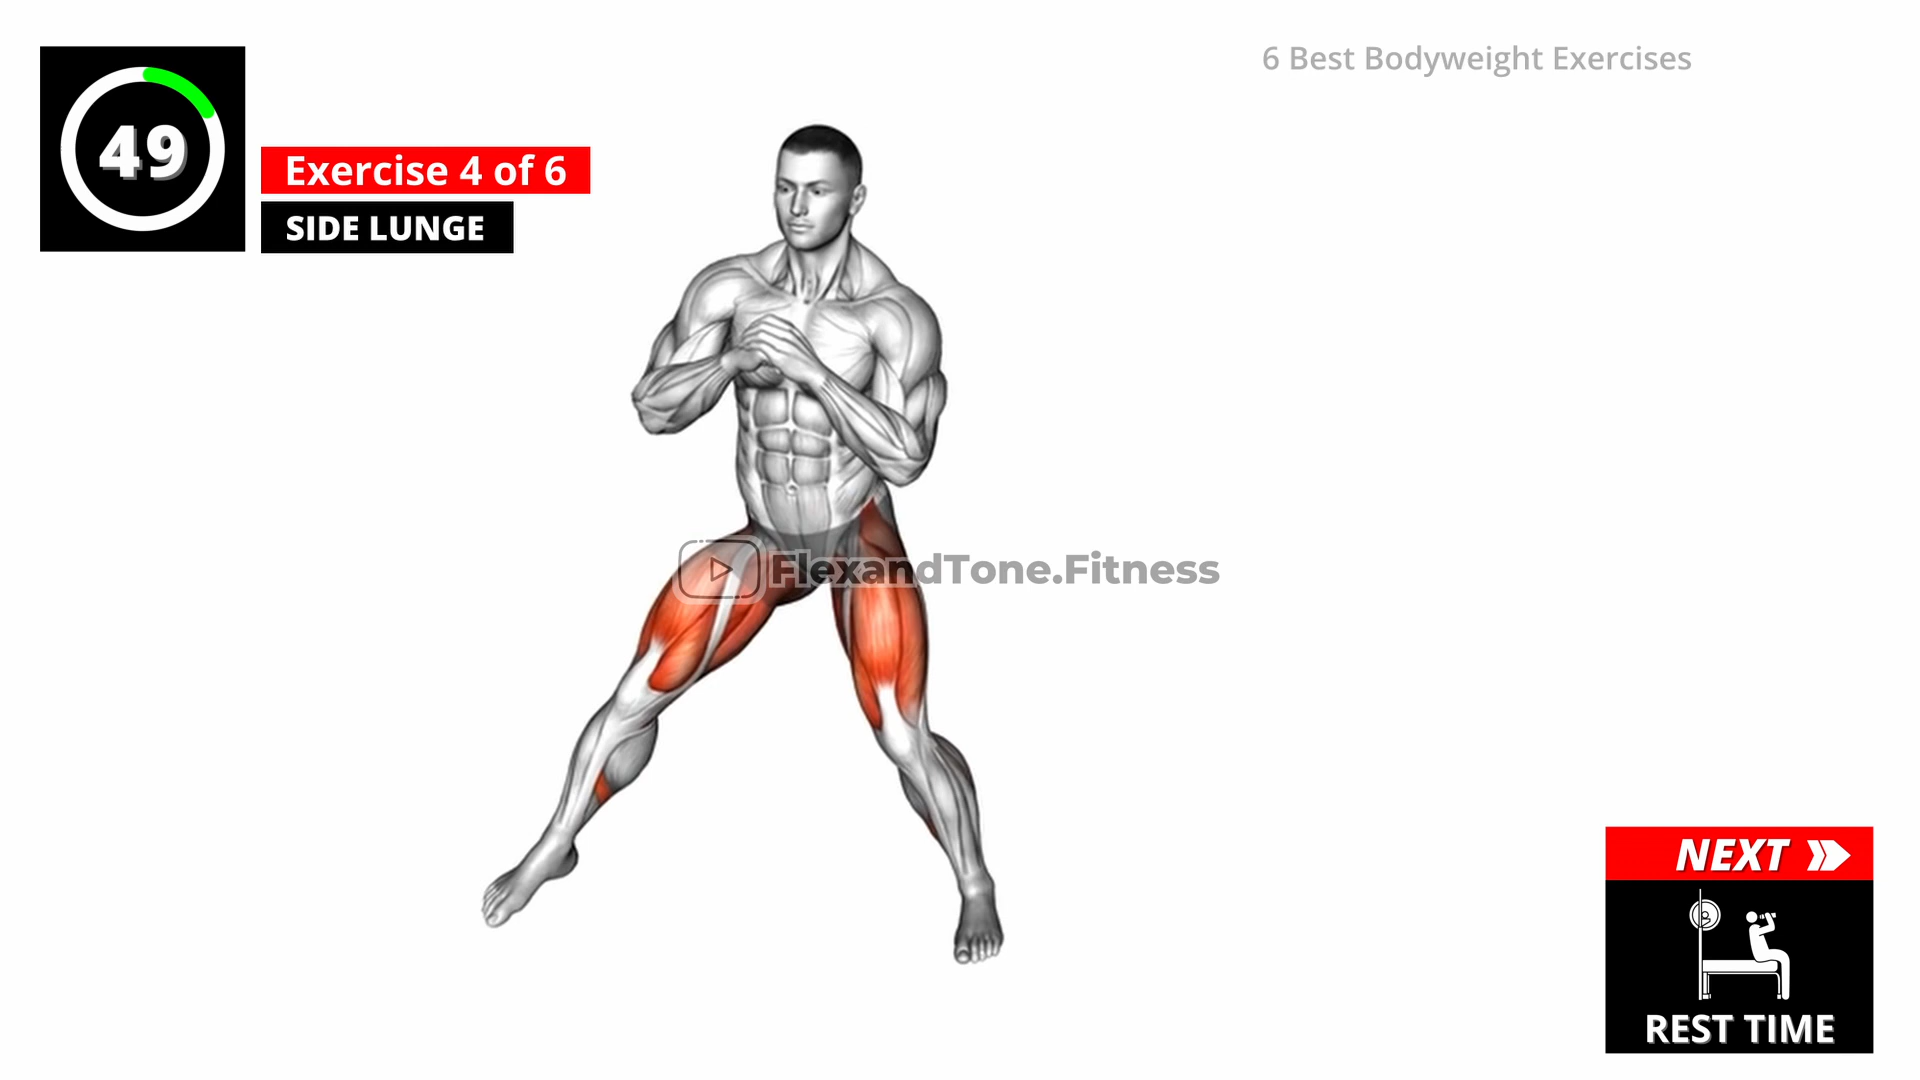 6 Best Bodyweight Exercises
49
Exercise 4 of 6
SIDE LUNGE
FlexandTone.Fitness
NEXT
REST TIME